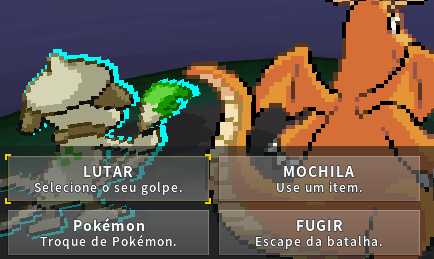 LUTAR
Selecione o seu golpe.
MOCHILA
Use um item.
Pokémon
Troque de Pokémon.
FUGIR
Escape da batalha.